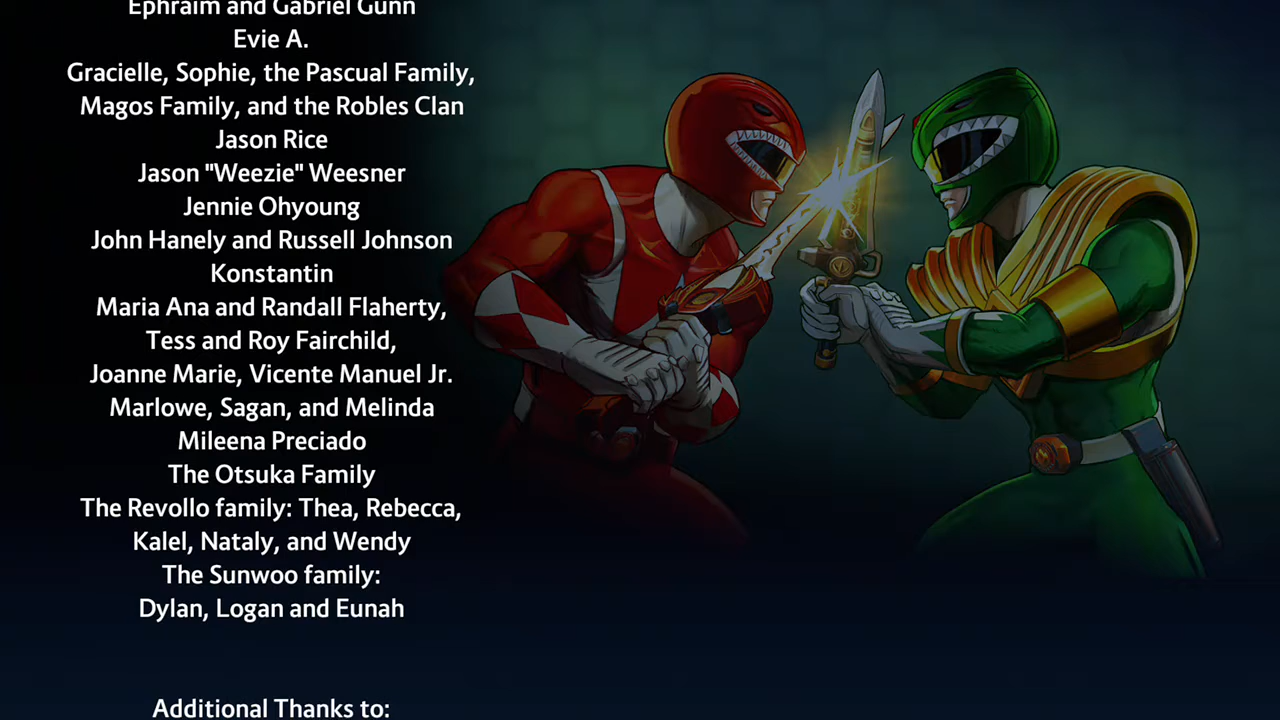 Ephraim and Gabriel Gunn
Evie A.
Gracielle, Sophie, the Pascual Family,
Magos Family, and the Robles Clan
Jason Rice
Jason "Weezie" Weesner
Jennie Ohyoung
John Hanely and Russell Johnson
Konstantin
Maria Ana and Randall Flaherty,
Tess and Roy Fairchild,
Joanne Marie, Vicente Manuel Jr.
Marlowe, Sagan, and Melinda
Mileena Preciado
The Otsuka Family
The Revollo family: Thea, Rebecca,
Kalel, Nataly, and Wendy
The Sunwoo family:
Dylan, Logan and Eunah
Additional Thanks to: